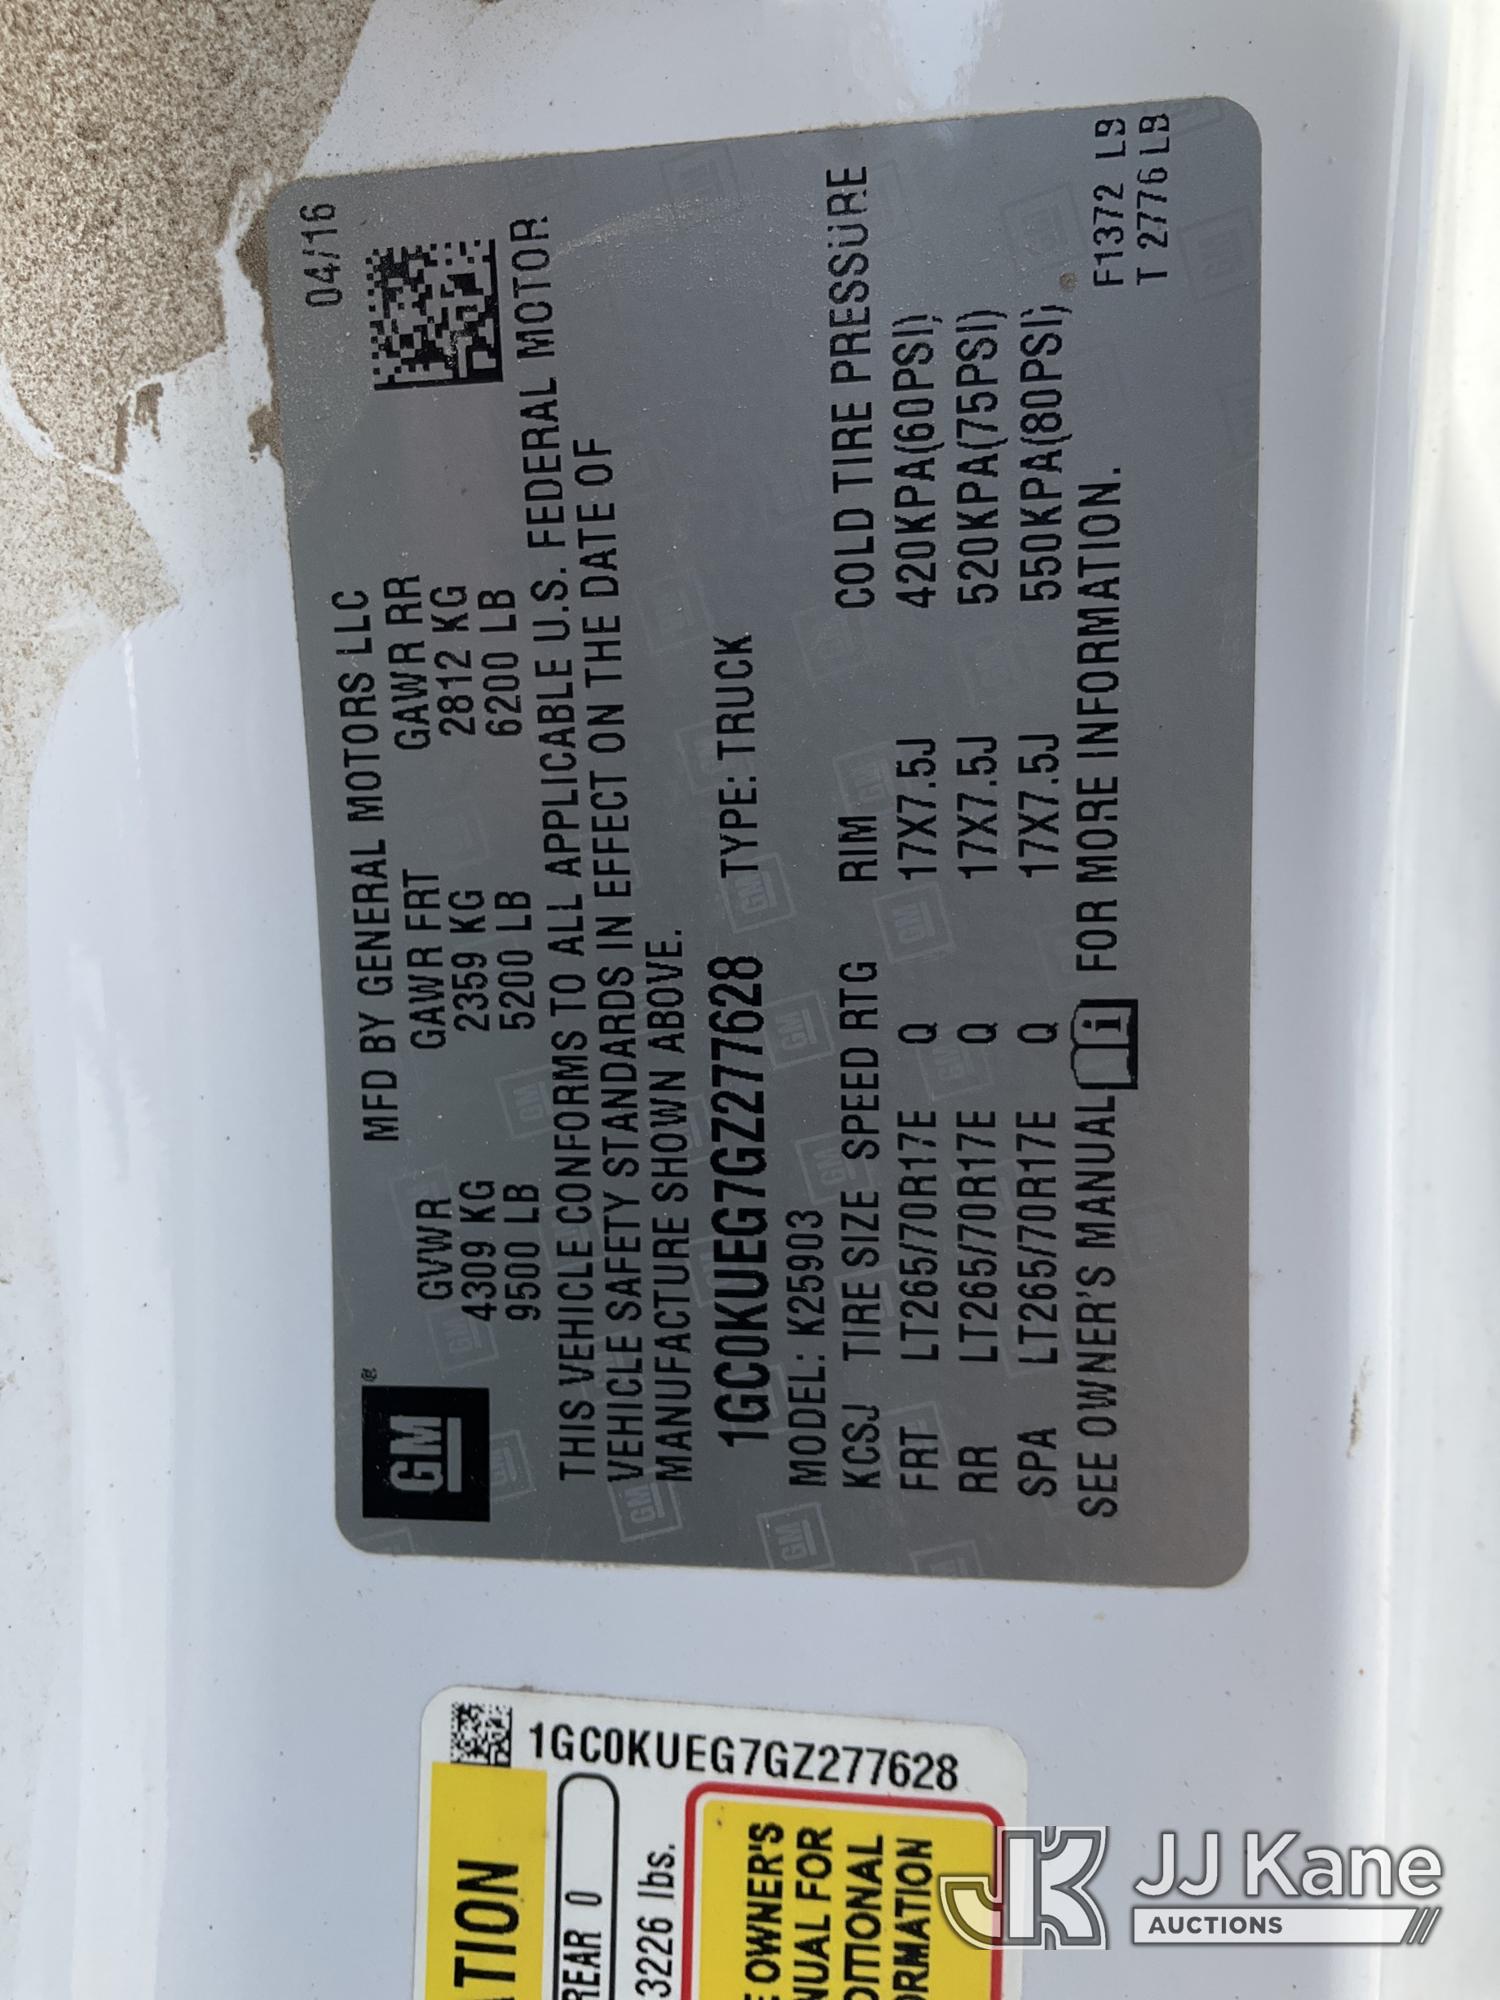 04/16
GM®
MFD BY GENERAL MOTORS LLC
GVWR GAWR FRT GAWR RR
4309 KG 2359 KG 2812 KG
9500 LB 5200 LB 6200 LB
THIS VEHICLE CONFORMS TO ALL APPLICABLE U.S. FEDERAL MOTOR
VEHICLE SAFETY STANDARDS IN EFFECT ON THE DATE OF
MANUFACTURE SHOWN ABOVE.
1GC0KUEG7GZ277628 TYPE: TRUCK
MODEL: K25903
KCSJ TIRE SIZE SPEED RTG RIM COLD TIRE PRESSURE
FRT LT265/70R17E Q 17X7.5J 420KPA(60PSI)
RR LT265/70R17E Q 17X7.5J 520KPA(75PSI)
SPA LT265/70R17E Q 17X7.5J 550KPA(80PSI)
SEE OWNER'S MANUAL i FOR MORE INFORMATION.
F1372 LB
T 2776 LB
1GC0KUEG7GZ277628
TION
REAR 0
3226 lbs.
OWNER'S
NUAL FOR
ITIONAL
RMATION
JK JJ Kane
AUCTIONS